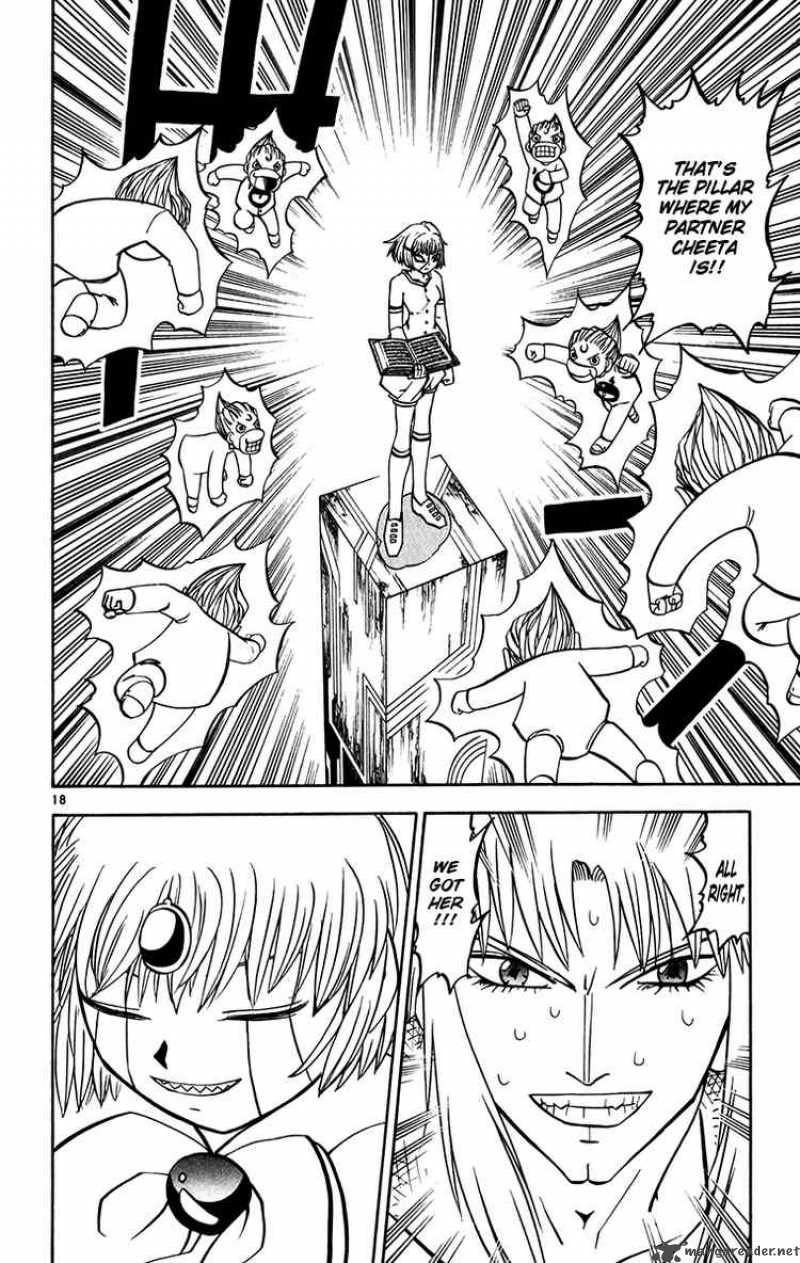 THAT'S
THE PILLAR
WHERE MY
PARTNER
CHEETA
IS!!
18
ALL
RIGHT,
WE
GOT
HER
!!!
mangareader.net